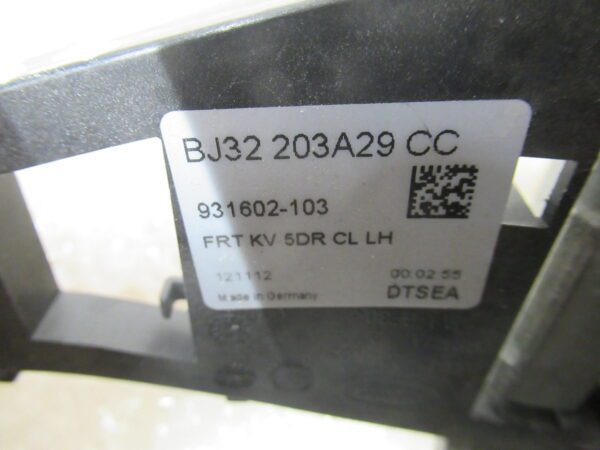 BJ32 203A29 CC
931602-103
FRT KV 5DR CL LH
121112 00:02:55
Made in Germany DTSEA